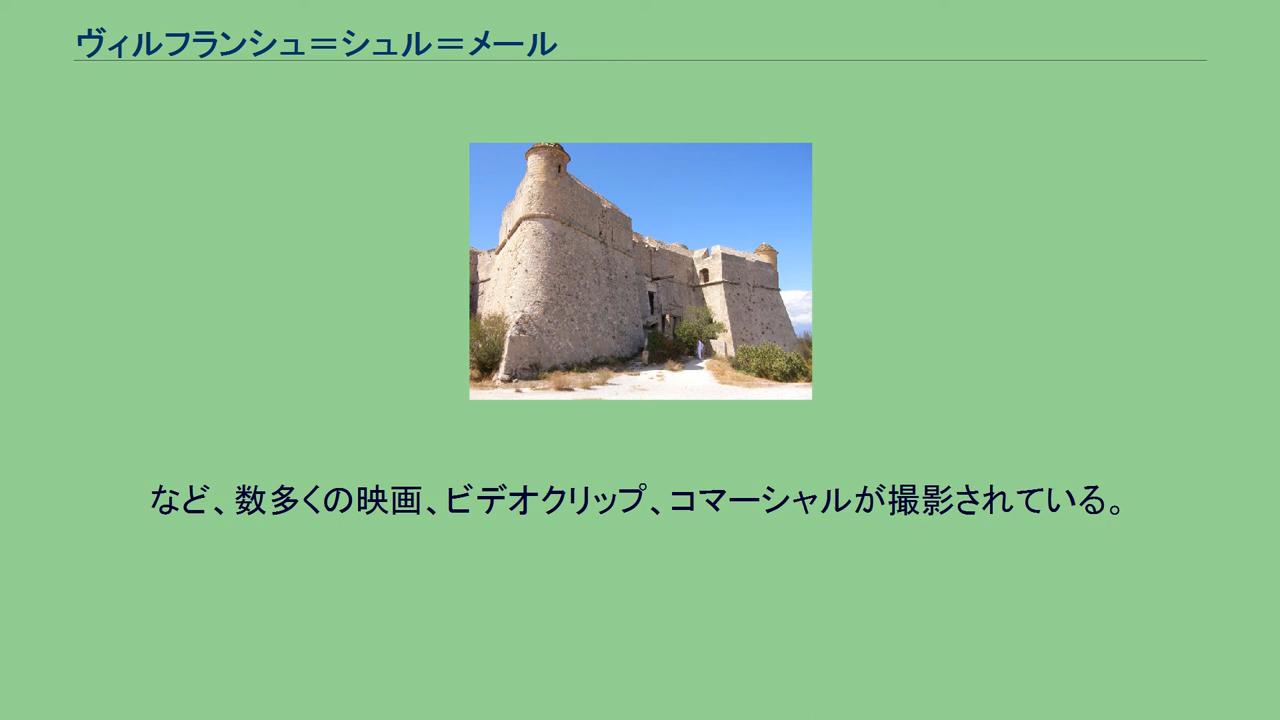 ヴィルフランシュ＝シュル＝メール
など、数多くの映画、ビデオクリップ、コマーシャルが撮影されている。